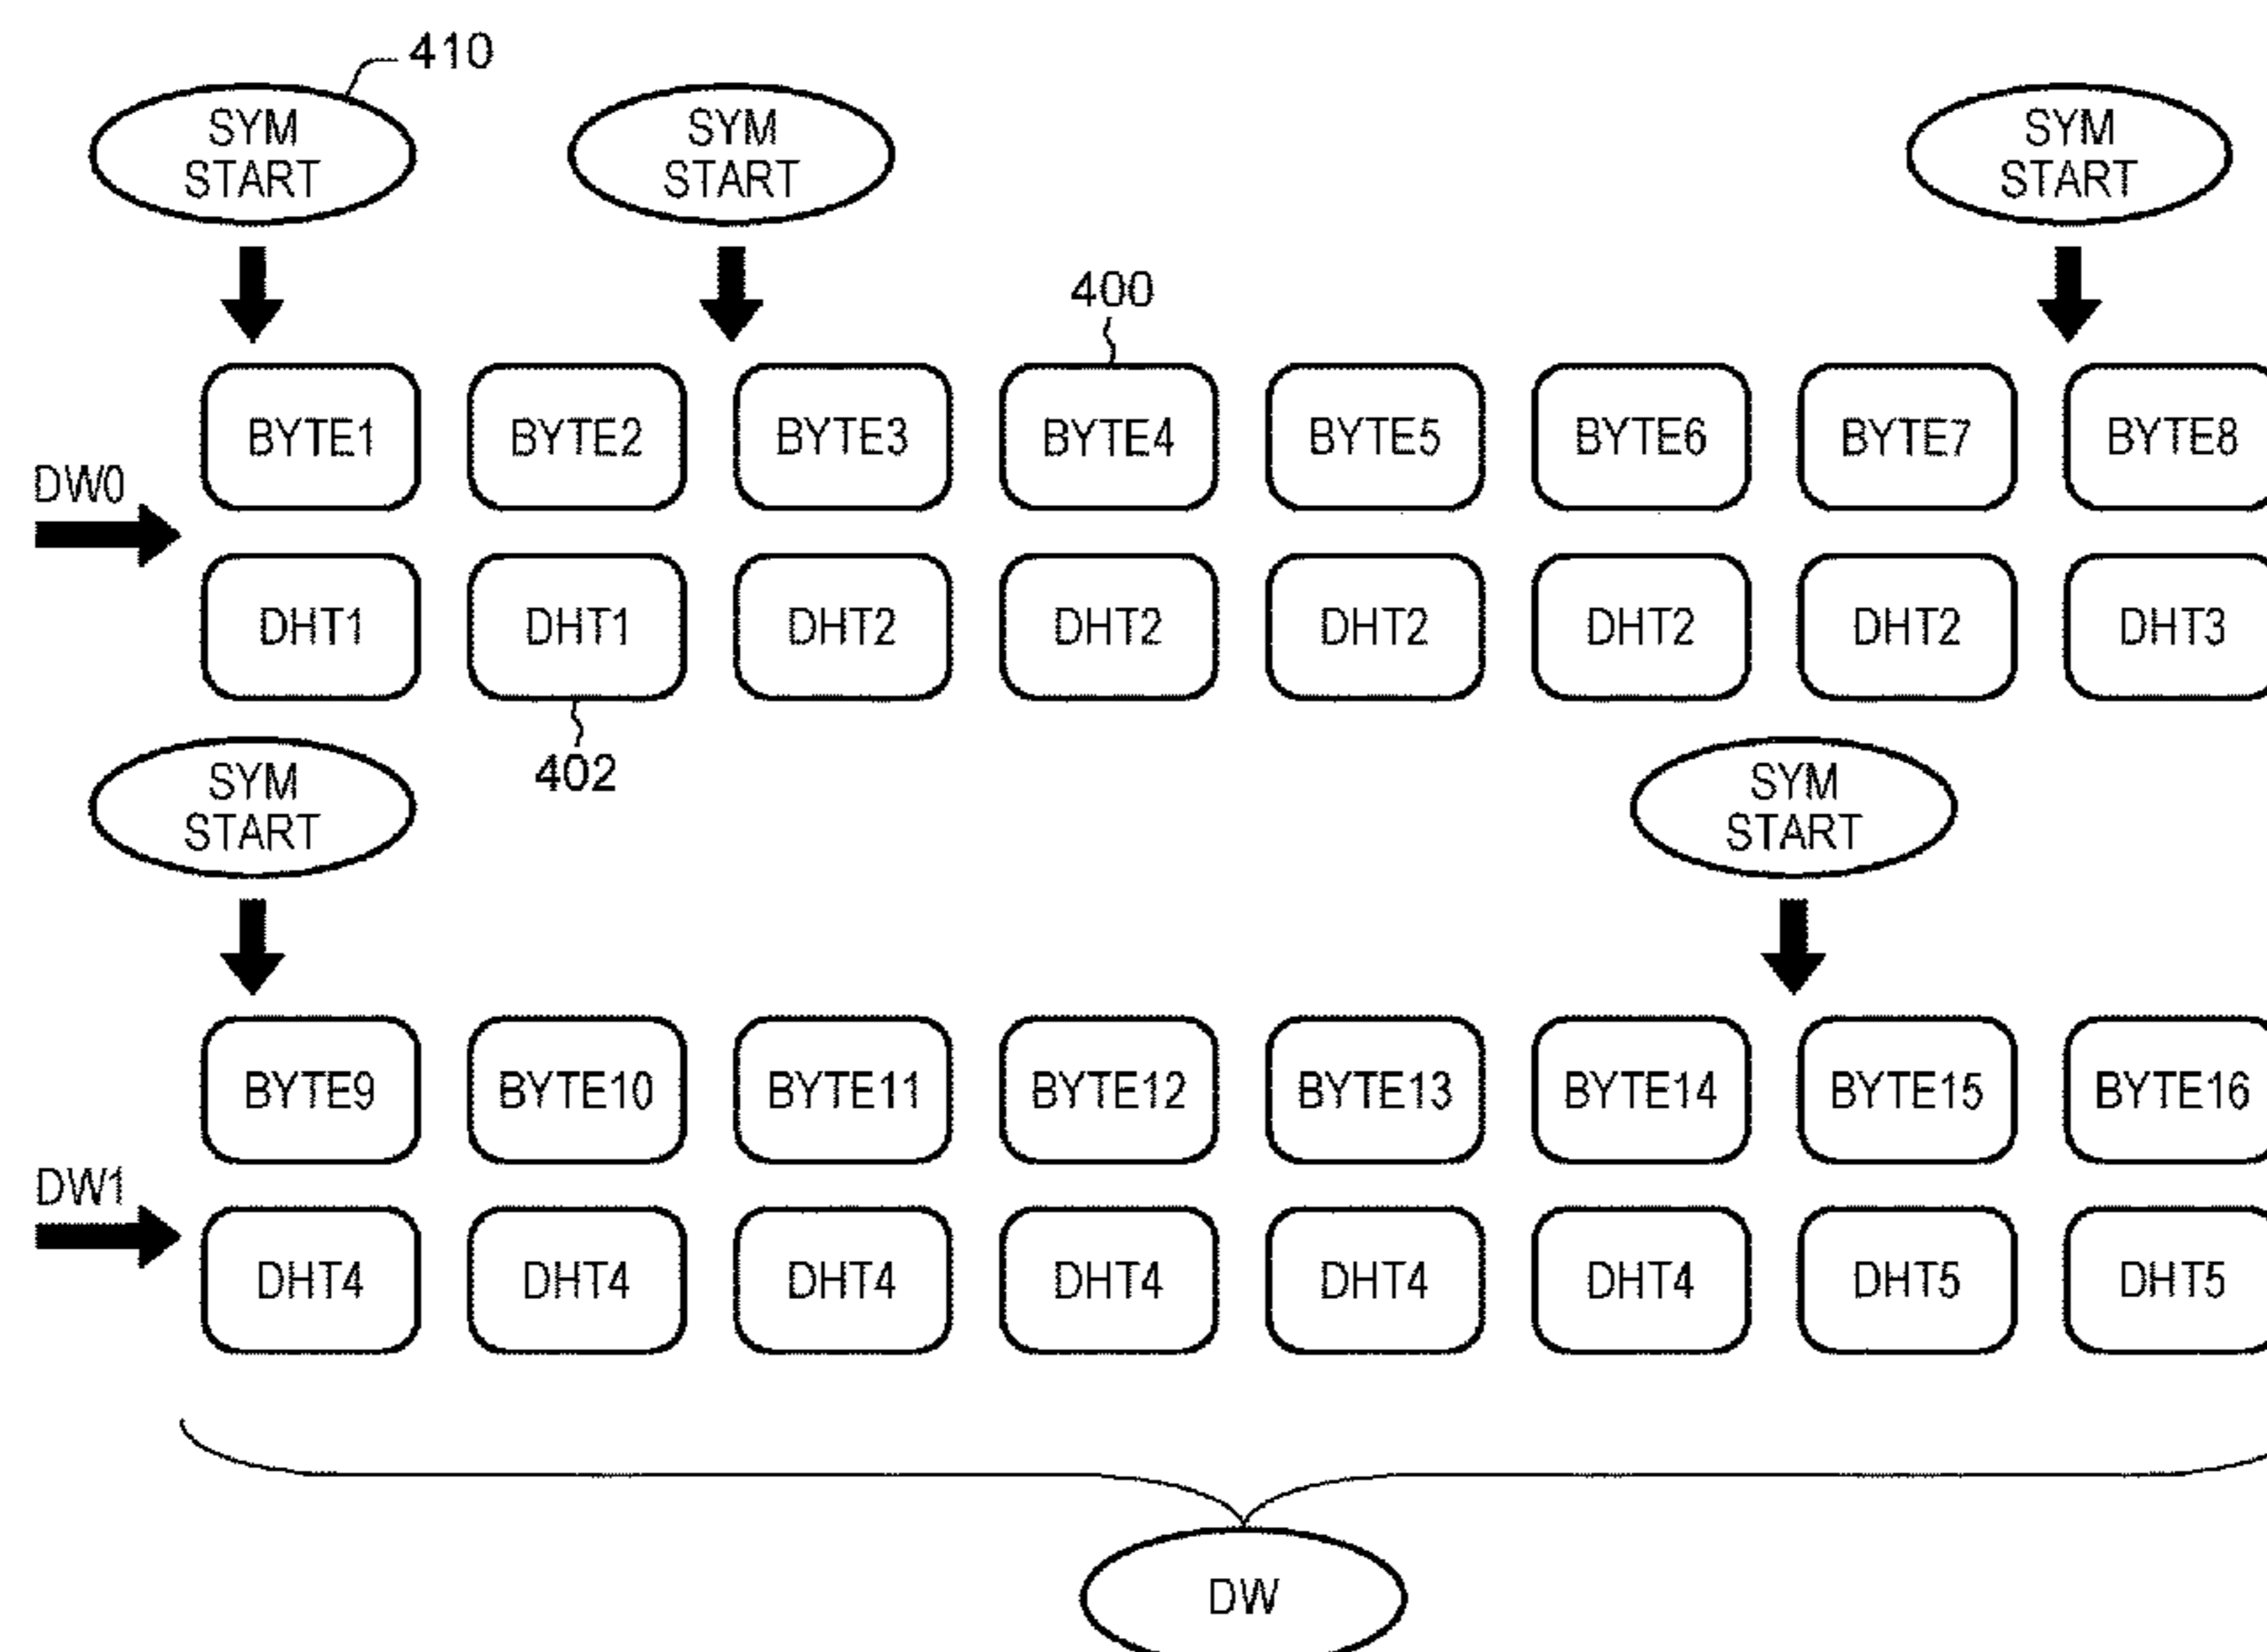 410
SYM
START
SYM
START
SYM
START
400
BYTE1 BYTE2 BYTE3 BYTE4 BYTE5 BYTE6 BYTE7 BYTE8
DW0
DHT1 DHT1 DHT2 DHT2 DHT2 DHT2 DHT2 DHT3
402
SYM
START
SYM
START
BYTE9 BYTE10 BYTE11 BYTE12 BYTE13 BYTE14 BYTE15 BYTE16
DW1
DHT4 DHT4 DHT4 DHT4 DHT4 DHT4 DHT5 DHT5
DW